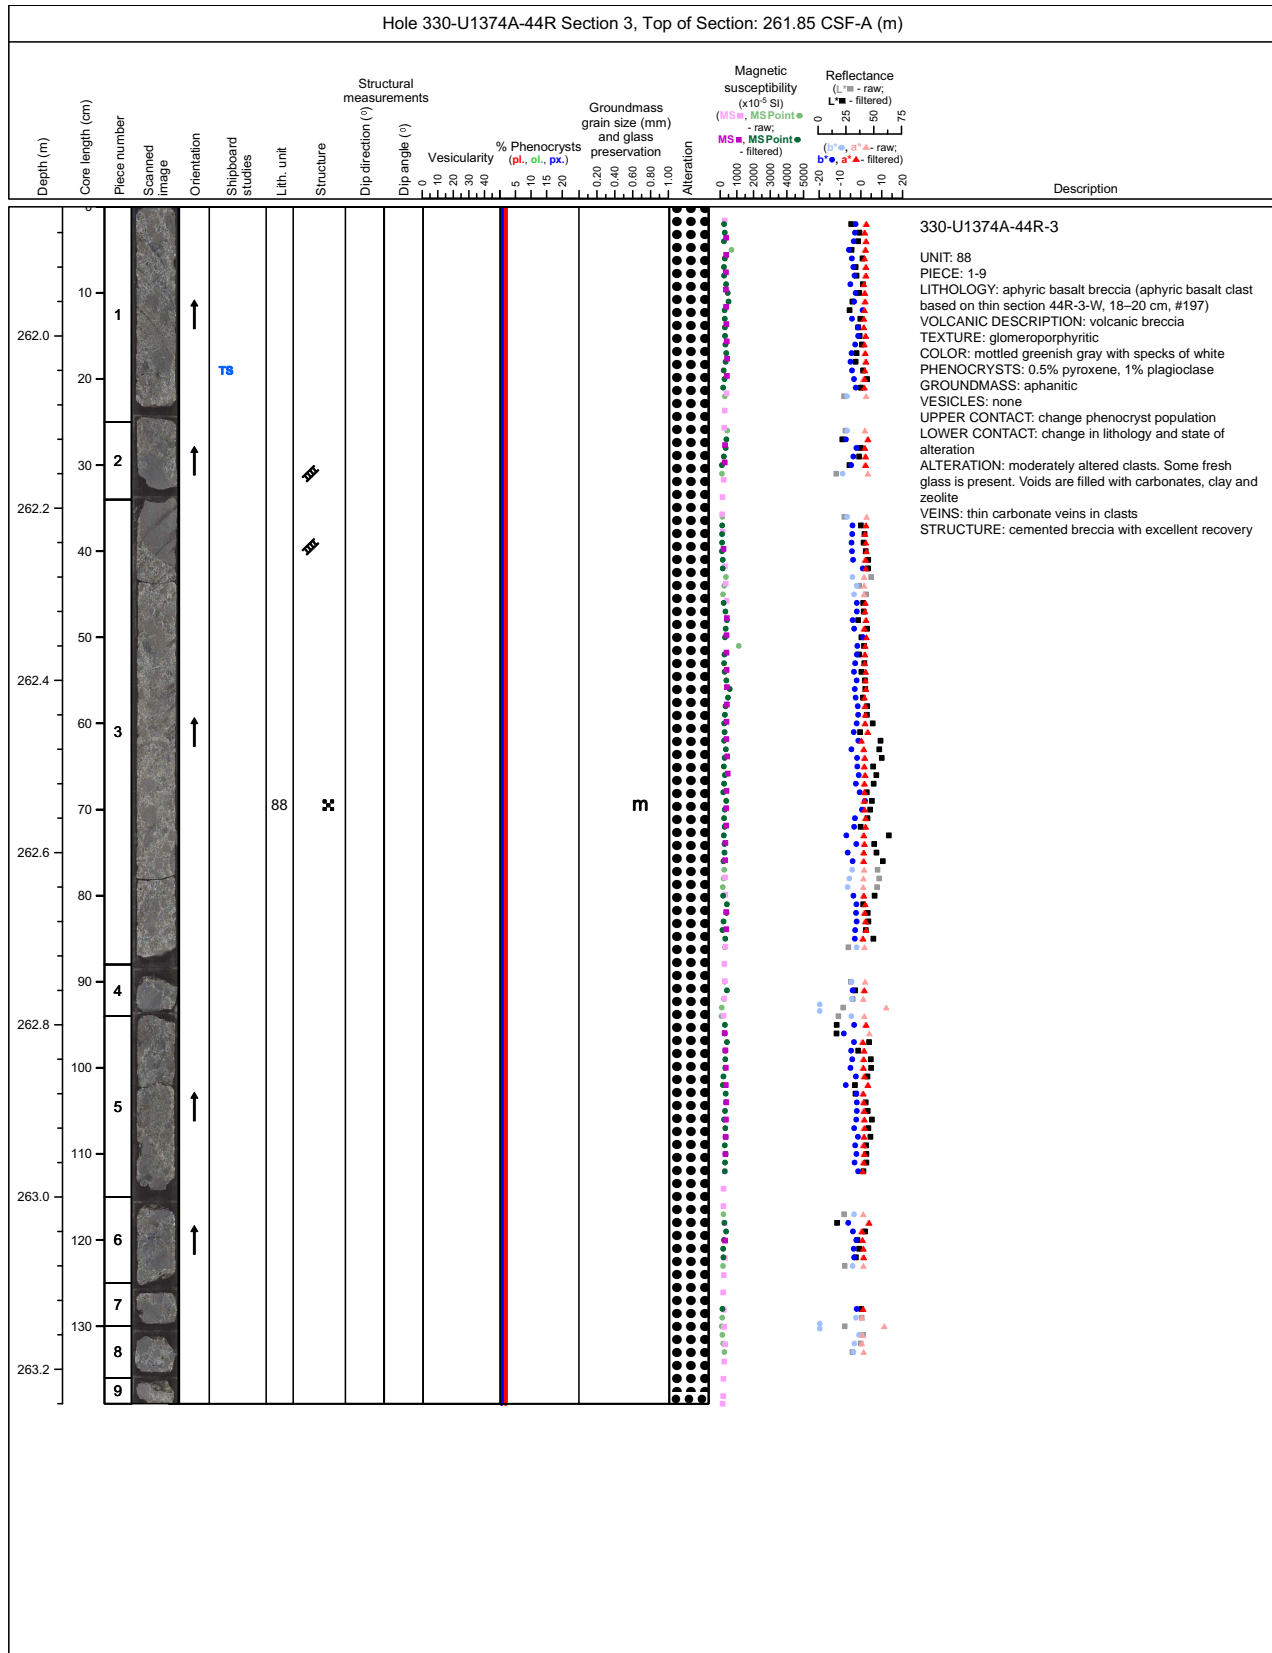 Hole 330-U1374A-44R Section 3, Top of Section: 261.85 CSF-A (m)
Depth (m)
Core length (cm)
Piece number
Scanned
image
Orientation
Shipboard
studies
Lith. unit
Structure
Structural
measurements
Dip direction (°)
Dip angle (°)
Vesicularity
0 10 20 30 40
% Phenocrysts
(pl., ol., px.)
5 10 15 20
Groundmass
grain size (mm)
and glass
preservation
0.20 0.40 0.60 0.80 1.00
Alteration
Magnetic
susceptibility
(x10-5 SI)
(MS■, MSPoint●
- raw;
MS■, MSPoint●
- filtered)
0 1000 2000 3000 4000 5000
Reflectance
(L*■ - raw;
L*■ - filtered)
0 25 50 75
(b*●, a*▲- raw;
b*●, a*▲- filtered)
-20 -10 0 10 20
Description
330-U1374A-44R-3
UNIT: 88
PIECE: 1-9
LITHOLOGY: aphyric basalt breccia (aphyric basalt clast
based on thin section 44R-3-W, 18–20 cm, #197)
VOLCANIC DESCRIPTION: volcanic breccia
TEXTURE: glomeroporphyritic
COLOR: mottled greenish gray with specks of white
PHENOCRYSTS: 0.5% pyroxene, 1% plagioclase
GROUNDMASS: aphanitic
VESICLES: none
UPPER CONTACT: change phenocryst population
LOWER CONTACT: change in lithology and state of
alteration
ALTERATION: moderately altered clasts. Some fresh
glass is present. Voids are filled with carbonates, clay and
zeolite
VEINS: thin carbonate veins in clasts
STRUCTURE: cemented breccia with excellent recovery
0
10
1
262.0
TS
20
2
30
262.2
40
50
262.4
60
3
70
88
m
262.6
80
90
4
262.8
100
5
110
263.0
120
6
7
130
8
263.2
9